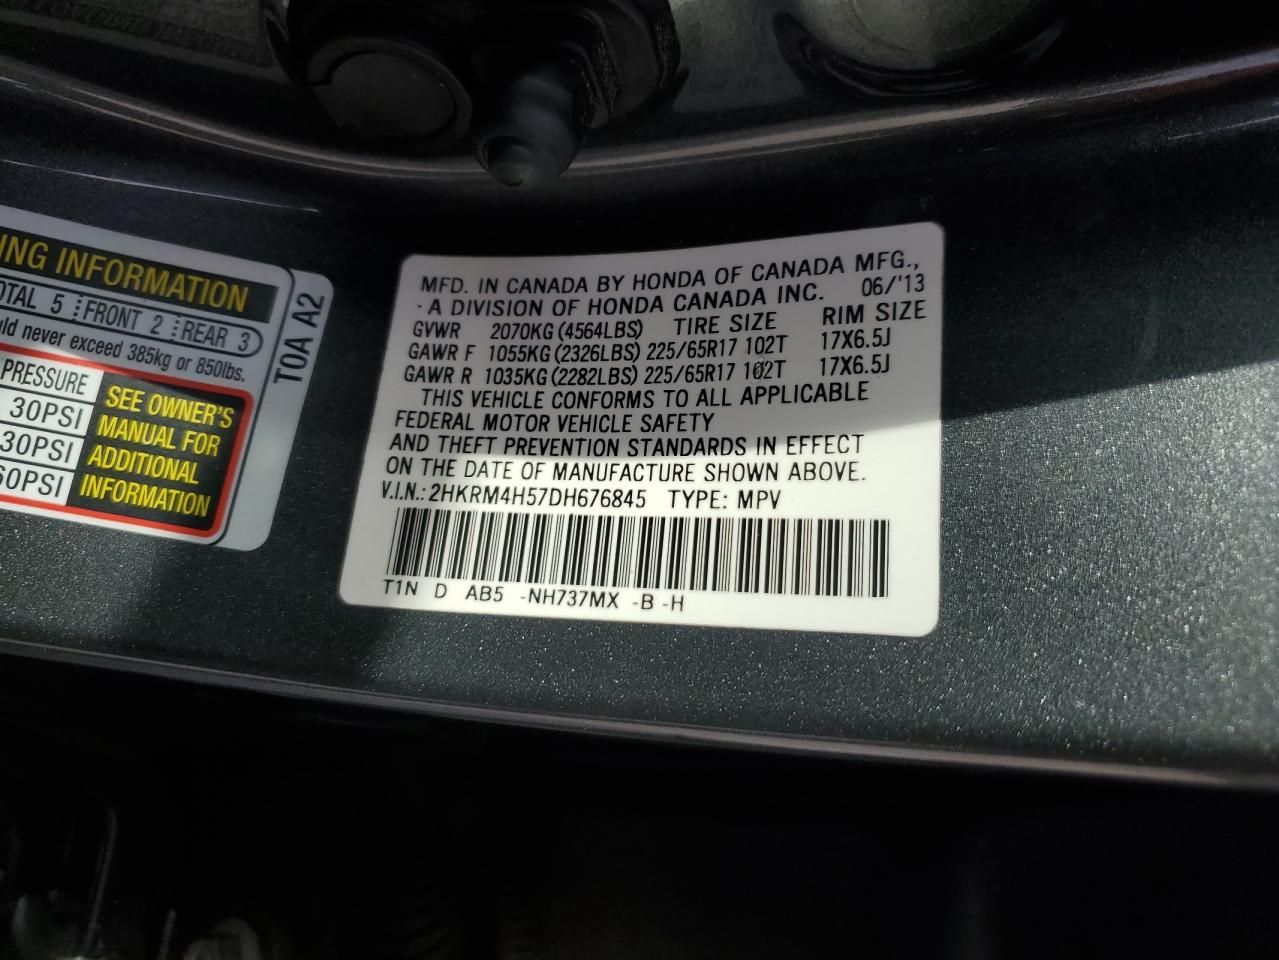 ING INFORMATION
OTAL 5 FRONT 2 REAR 3
never exceed 385kg or 850lbs.
PRESSURE
30PSI
30PSI
60PSI
SEE OWNER'S
MANUAL FOR
ADDITIONAL
INFORMATION
T0A A2
MFD. IN CANADA BY HONDA OF CANADA MFG.,
A DIVISION OF HONDA CANADA INC. 06/'13
GVWR 2070KG (4564LBS) TIRE SIZE RIM SIZE
GAWR F 1055KG (2326LBS) 225/65R17 102T 17X6.5J
GAWR R 1035KG (2282LBS) 225/65R17 102T 17X6.5J
THIS VEHICLE CONFORMS TO ALL APPLICABLE
FEDERAL MOTOR VEHICLE SAFETY
AND THEFT PREVENTION STANDARDS IN EFFECT
ON THE DATE OF MANUFACTURE SHOWN ABOVE.
V.I.N.: 2HKRM4H57DH676845 TYPE: MPV
T1N D AB5 -NH737MX -B -H